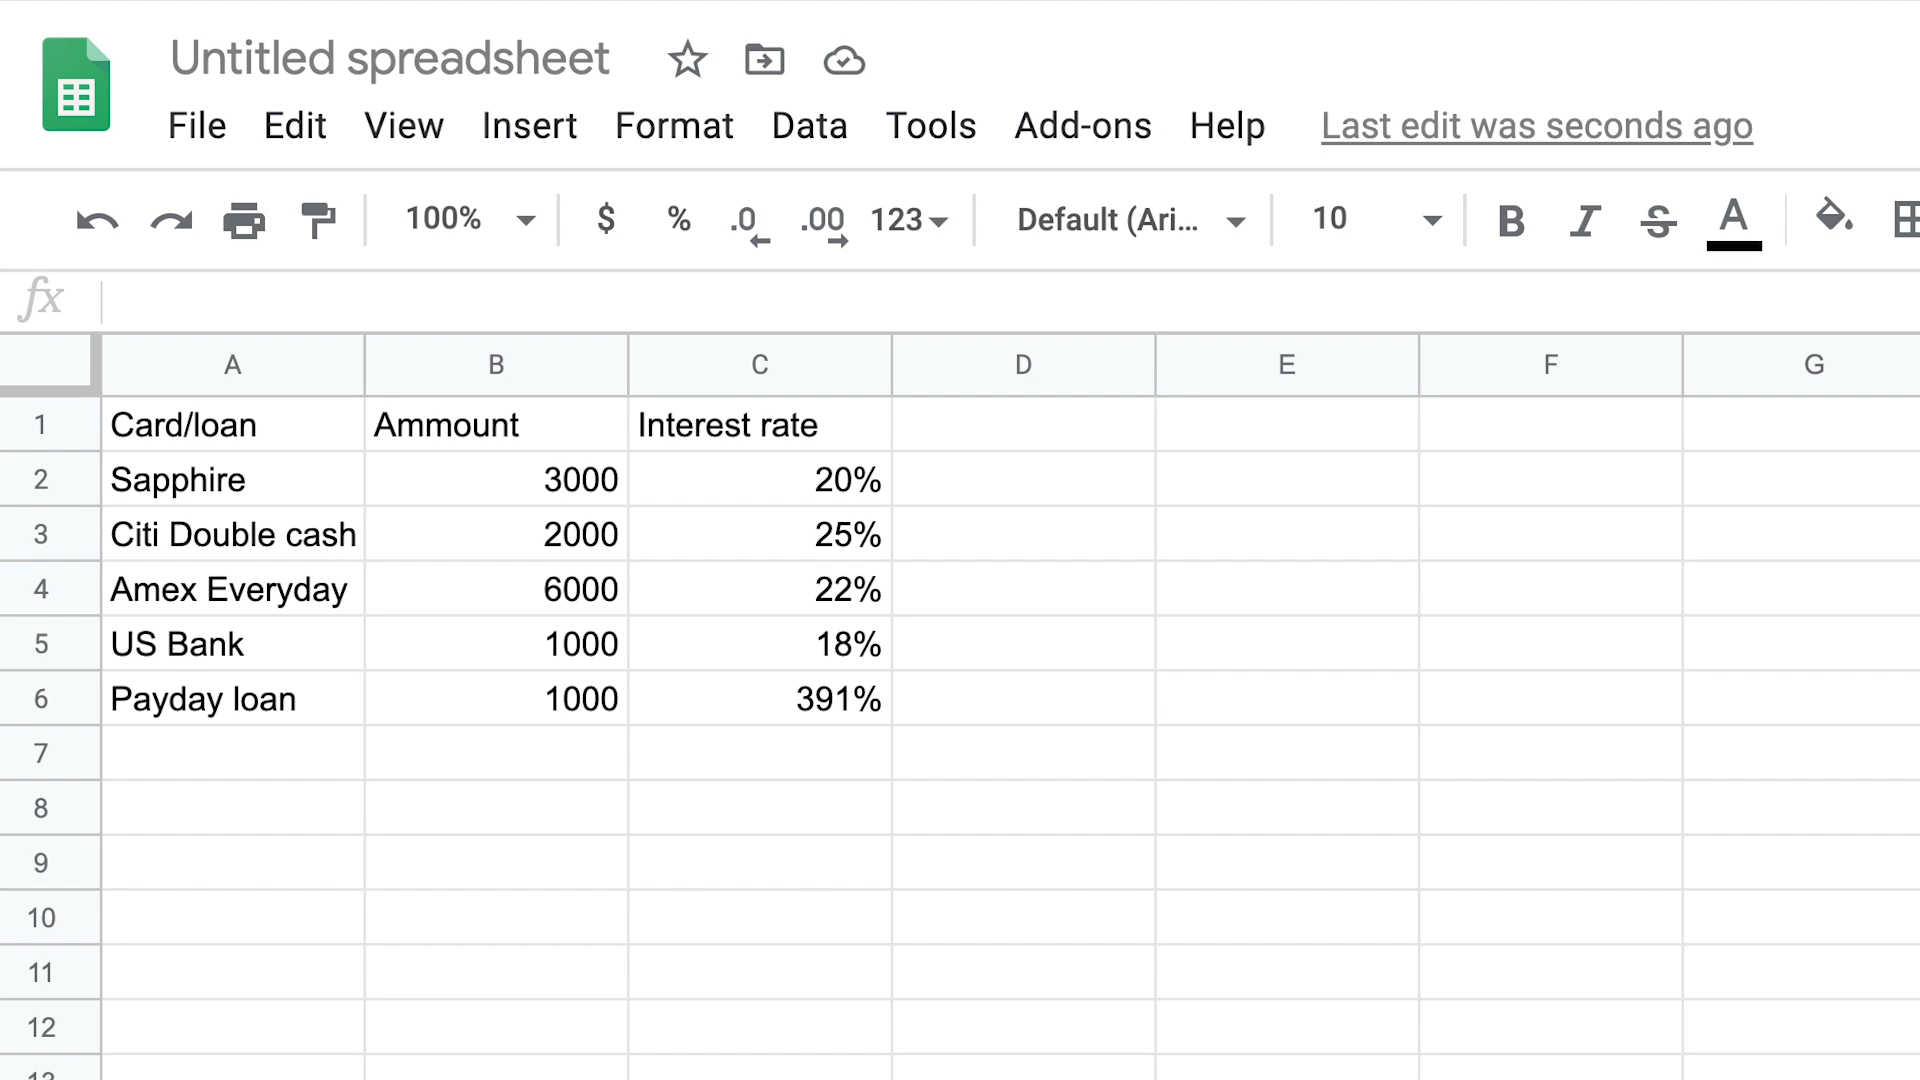 Untitled spreadsheet
File Edit View Insert Format Data Tools Add-ons Help Last edit was seconds ago
100% $ % .0 .00 123 Default (Ari... 10 B I S A
fx
A B C D E F G
1 Card/loan Ammount Interest rate
2 Sapphire 3000 20%
3 Citi Double cash 2000 25%
4 Amex Everyday 6000 22%
5 US Bank 1000 18%
6 Payday loan 1000 391%
7
8
9
10
11
12
13